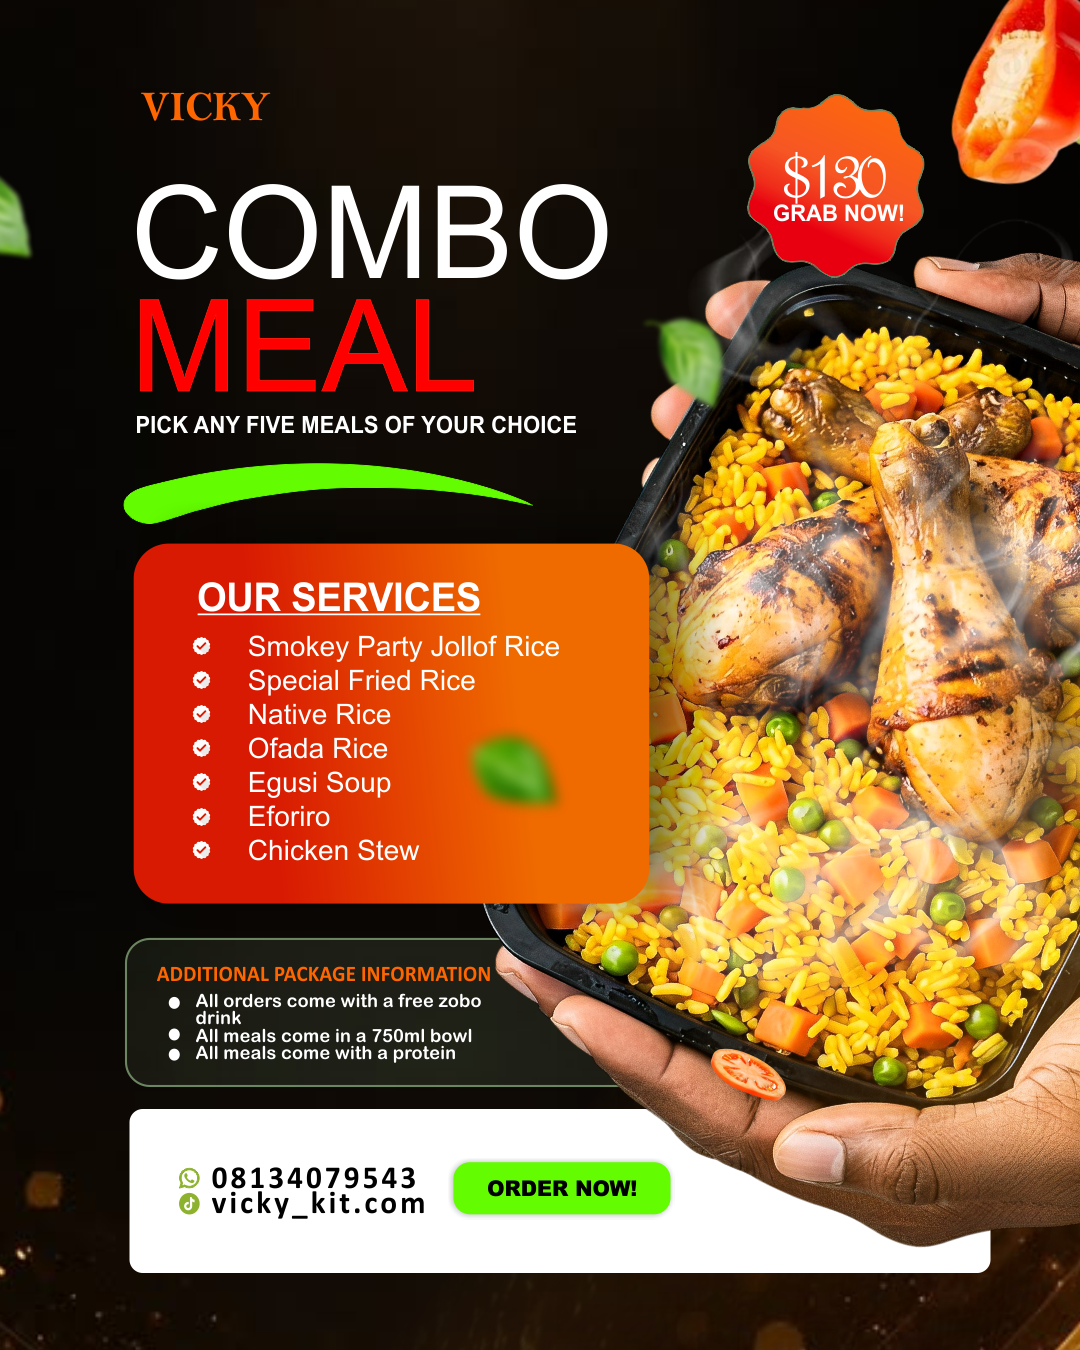 VICKY
$130
GRAB NOW!
COMBO
MEAL
PICK ANY FIVE MEALS OF YOUR CHOICE
OUR SERVICES
Smokey Party Jollof Rice
Special Fried Rice
Native Rice
Ofada Rice
Egusi Soup
Eforiro
Chicken Stew
ADDITIONAL PACKAGE INFORMATION
All orders come with a free zobo
drink
All meals come in a 750ml bowl
All meals come with a protein
08134079543
vicky_kit.com
ORDER NOW!